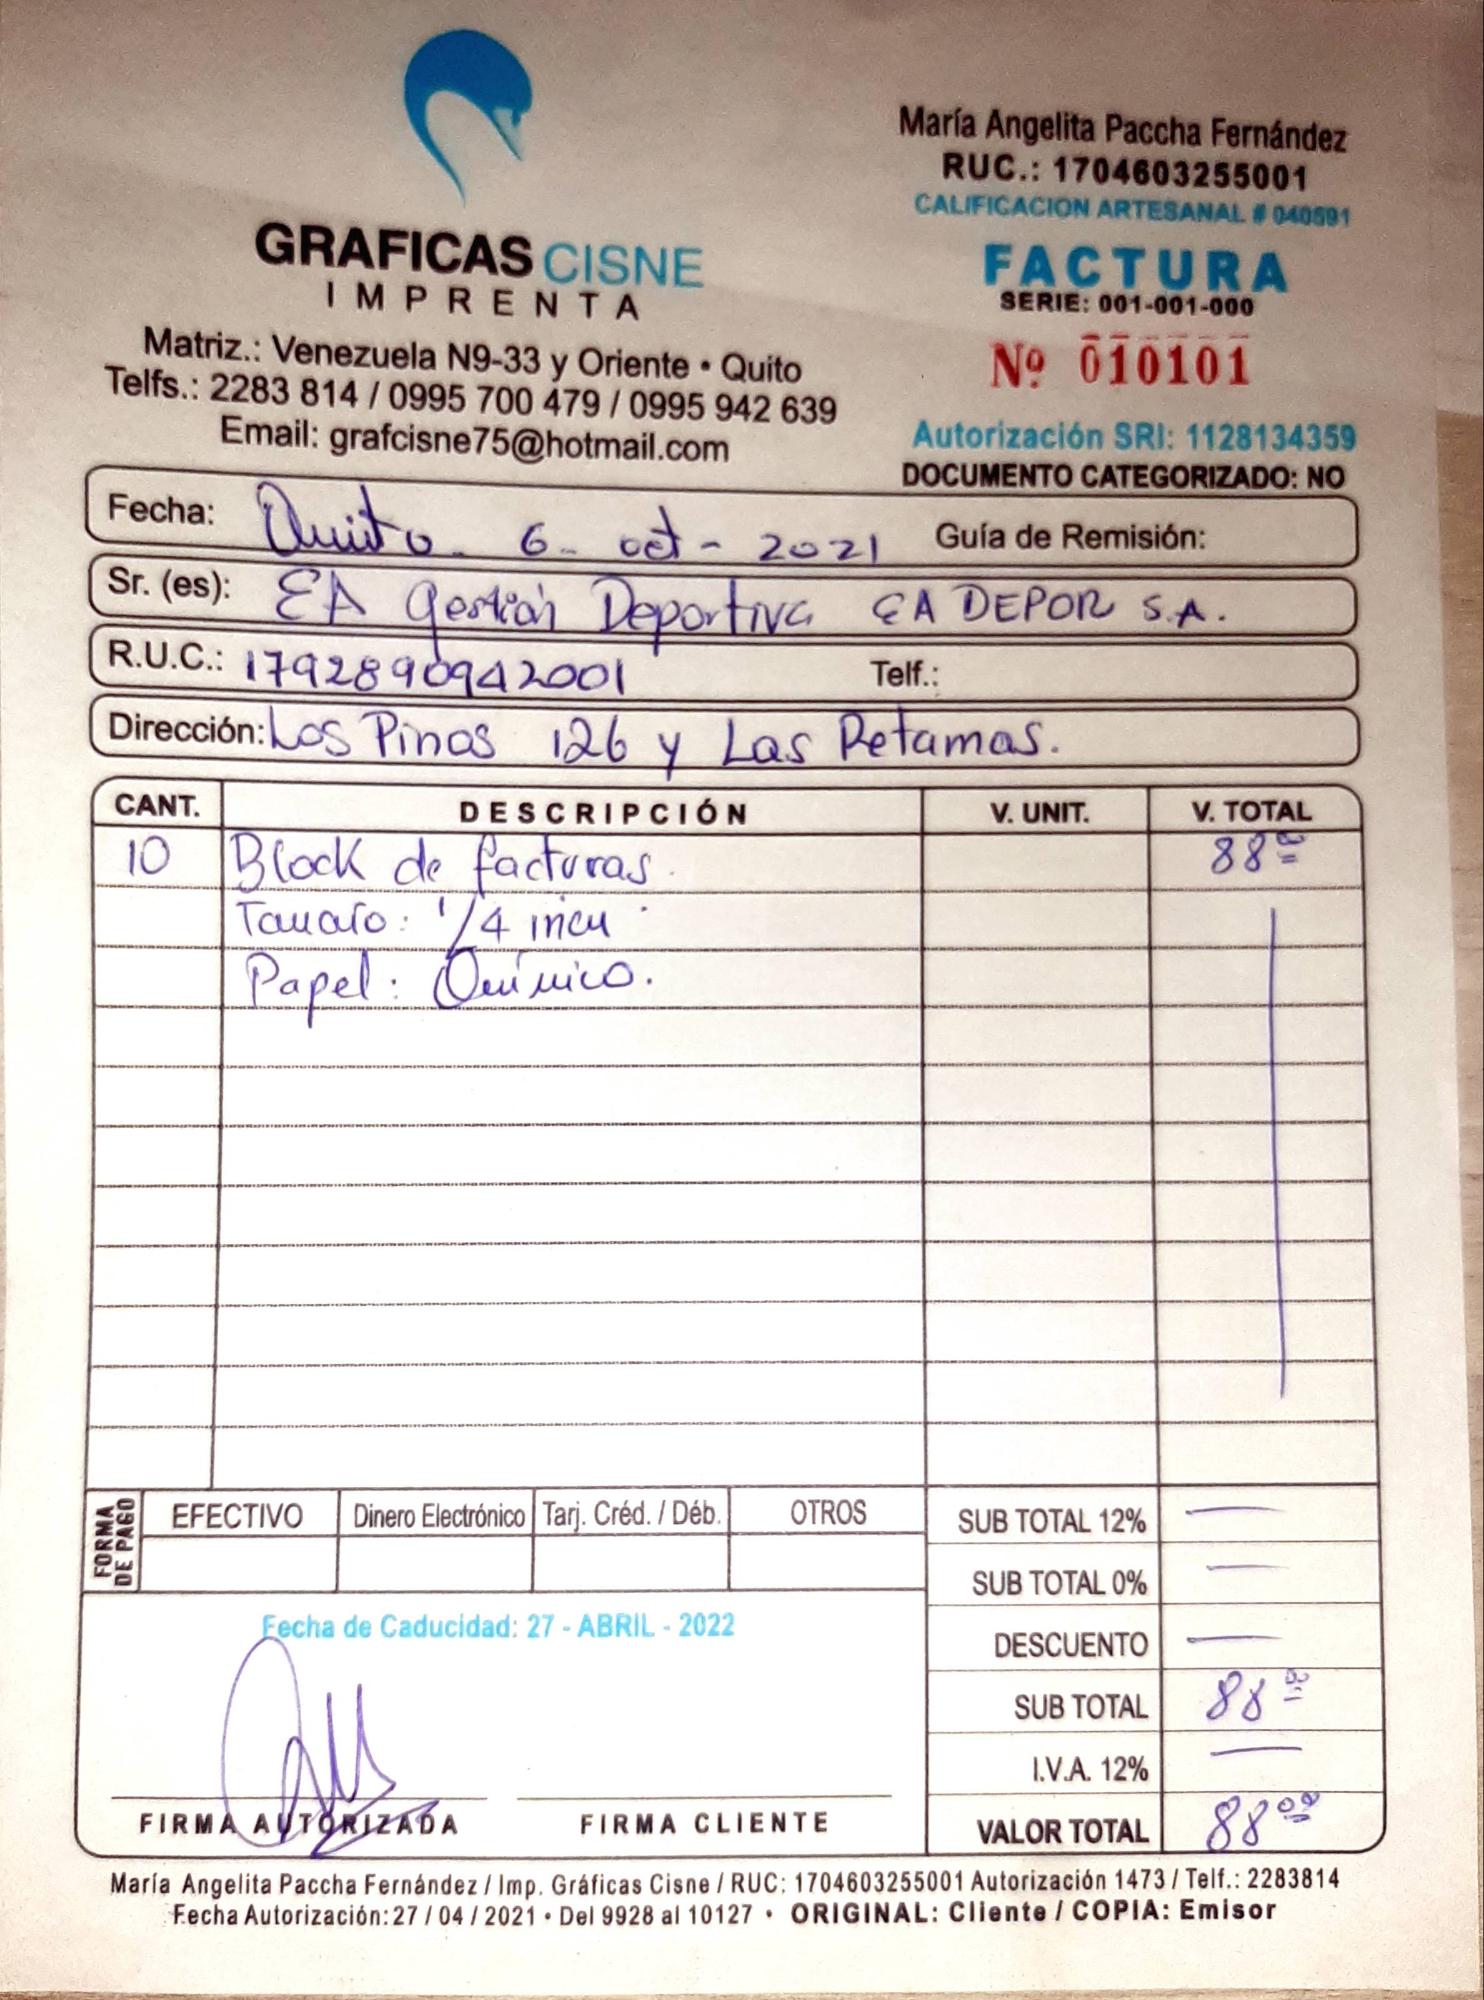 GRAFICAS CISNE
IMPRENTA
Matriz.: Venezuela N9-33 y Oriente • Quito
Telfs.: 2283 814 / 0995 700 479 / 0995 942 639
Email: grafcisne75@hotmail.com
María Angelita Paccha Fernández
RUC.: 1704603255001
CALIFICACION ARTESANAL # 040591
FACTURA
SERIE: 001-001-000
Nº 010101
Autorización SRI: 1128134359
DOCUMENTO CATEGORIZADO: NO
Fecha: Quito - 6 - oct - 2021 Guía de Remisión:
Sr. (es): EA Gestión Deportiva EA DEPOR S.A.
R.U.C.: 1792890942001 Telf.:
Dirección: Los Pinos 126 y Las Retamas.
CANT. DESCRIPCIÓN V. UNIT. V. TOTAL
10 Block de facturas. 88 00
Tamaño: 1/4 
Papel: Químico.
FORMA DE PAGO
EFECTIVO Dinero Electrónico Tarj. Créd. / Déb. OTROS
SUB TOTAL 12% —
SUB TOTAL 0% —
DESCUENTO —
SUB TOTAL 88 00
I.V.A. 12% —
VALOR TOTAL 88 00
Fecha de Caducidad: 27 - ABRIL - 2022
FIRMA AUTORIZADA FIRMA CLIENTE
María Angelita Paccha Fernández / Imp. Gráficas Cisne / RUC: 1704603255001 Autorización 1473 / Telf.: 2283814
Fecha Autorización: 27 / 04 / 2021 • Del 9928 al 10127 • ORIGINAL: Cliente / COPIA: Emisor